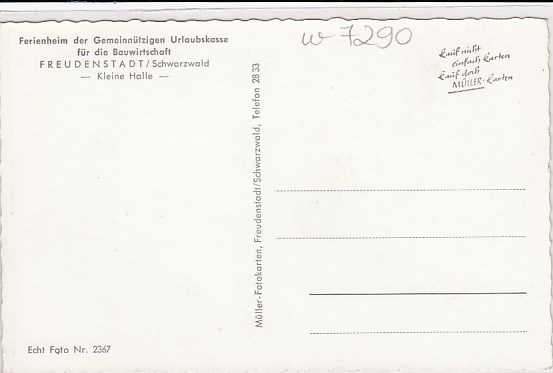 Ferienheim der Gemeinnützigen Urlaubskasse
für die Bauwirtschaft
FREUDENSTADT/Schwarzwald
— Kleine Halle —
w 7290
Kauf nicht
einfach Karten
Kauf doch
MÜLLER-Karten
Müller-Fotokarten, Freudenstadt/Schwarzwald, Telefon 2833
Echt Foto Nr. 2367